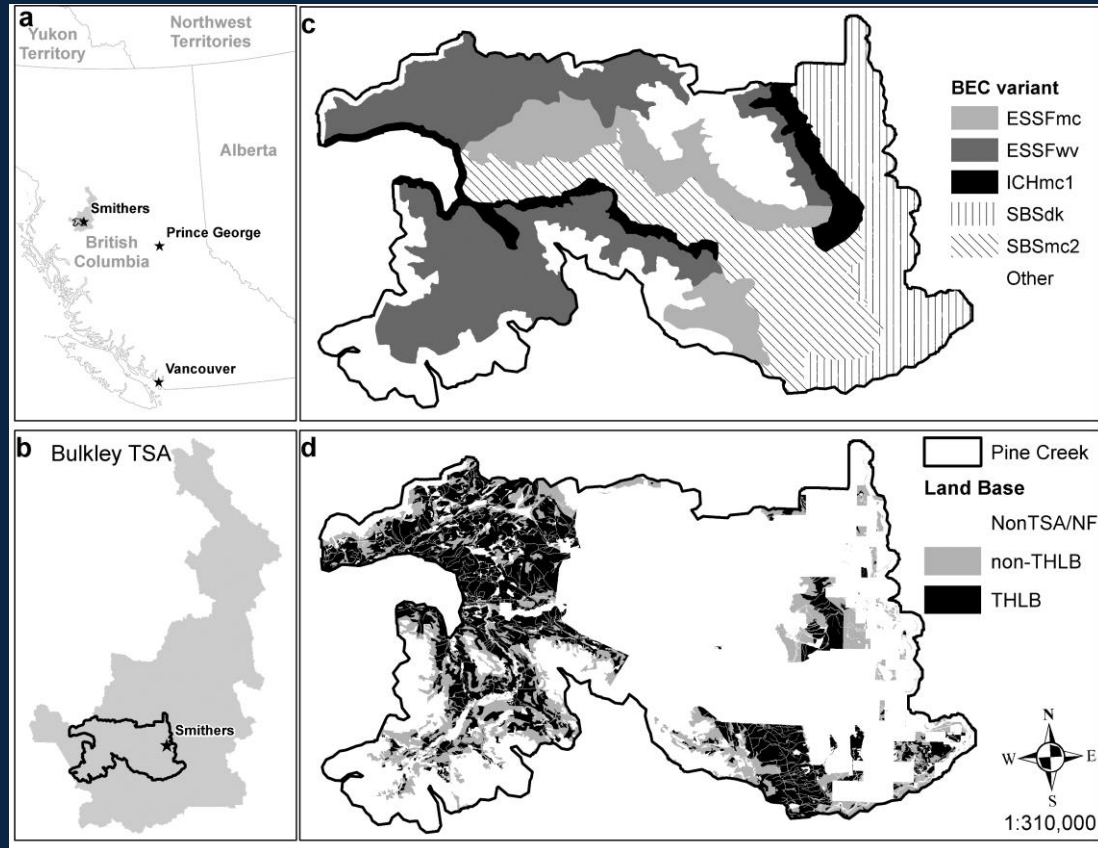 a
Yukon
Territory
Northwest
Territories
Alberta
Smithers
Prince George
British
Columbia
Vancouver
c
BEC variant
ESSFmc
ESSFwv
ICHmc1
SBSdk
SBSmc2
Other
b
Bulkley TSA
Smithers
d
Pine Creek
Land Base
NonTSA/NF
non-THLB
THLB
N
W
E
S
1:310,000